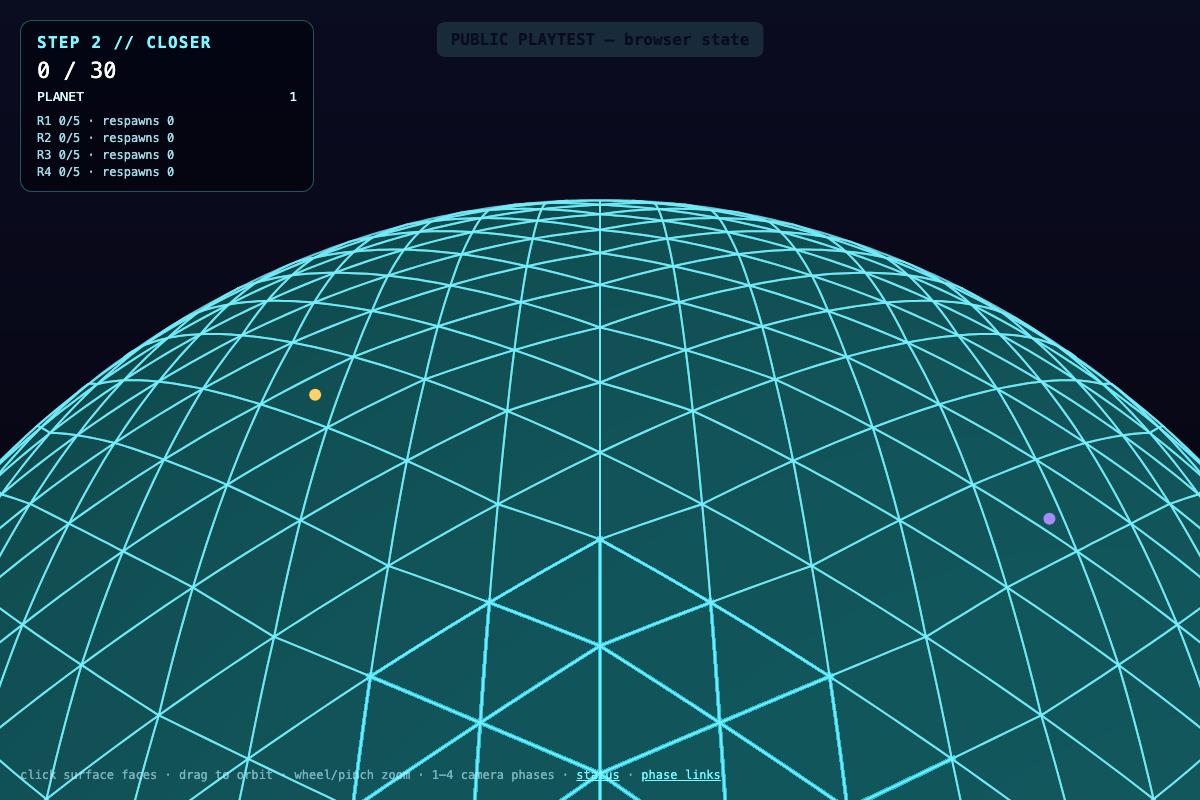 STEP 2 // CLOSER
0 / 30
PLANET 1
R1 0/5 · respawns 0
R2 0/5 · respawns 0
R3 0/5 · respawns 0
R4 0/5 · respawns 0
PUBLIC PLAYTEST — browser state
click surface faces · drag to orbit · wheel/pinch zoom · 1–4 camera phases · status · phase links